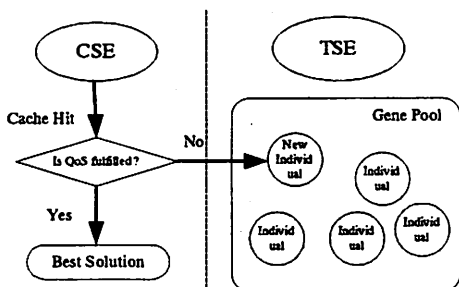 CSE
TSE
Cache Hit
Is QoS fulfilled?
No
Yes
Best Solution
Gene Pool
New
Individ
ual
Individ
ual
Individ
ual
Individ
ual
Individ
ual